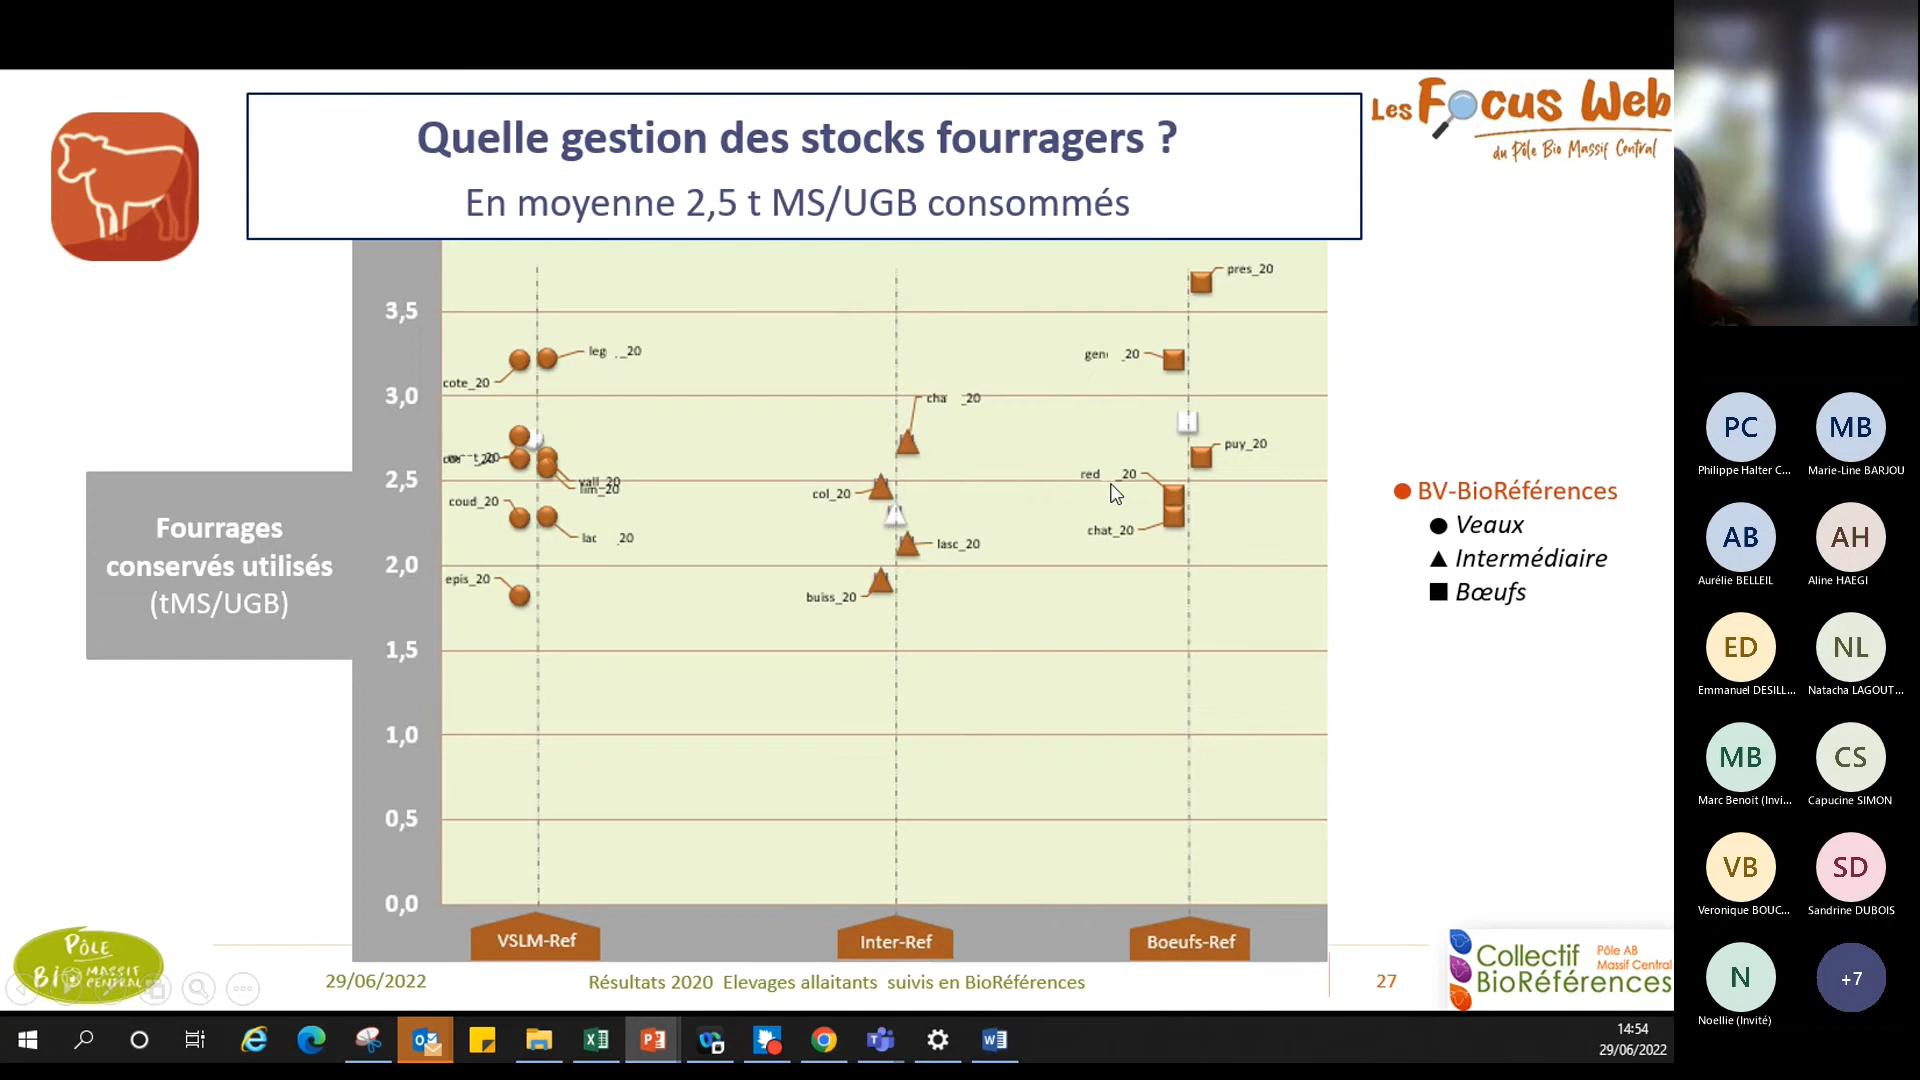 Quelle gestion des stocks fourragers ?
En moyenne 2,5 t MS/UGB consommés
Les Focus Web
du Pôle Bio Massif Central
3,5
3,0
2,5
2,0
1,5
1,0
0,5
0,0
Fourrages
conservés utilisés
(tMS/UGB)
leg _20
cote_20
vall_20
lim_20
coud_20
lac _20
epis_20
cha _20
col_20
lasc_20
buiss_20
pres_20
gen _20
puy_20
red _20
chat_20
VSLM-Ref
Inter-Ref
Boeufs-Ref
BV-BioRéférences
Veaux
Intermédiaire
Bœufs
PÔLE
BIO MASSIF
CENTRAL
29/06/2022
Résultats 2020 Elevages allaitants suivis en BioRéférences
27
Collectif
BioRéférences
Pôle AB
Massif Central
PC
Philippe Halter C...
MB
Marie-Line BARJOU
AB
Aurélie BELLEIL
AH
Aline HAEGI
ED
Emmanuel DESILL...
NL
Natacha LAGOUT...
MB
Marc Benoit (Invi...
CS
Capucine SIMON
VB
Veronique BOUC...
SD
Sandrine DUBOIS
N
Noellie (Invité)
+7
14:54
29/06/2022